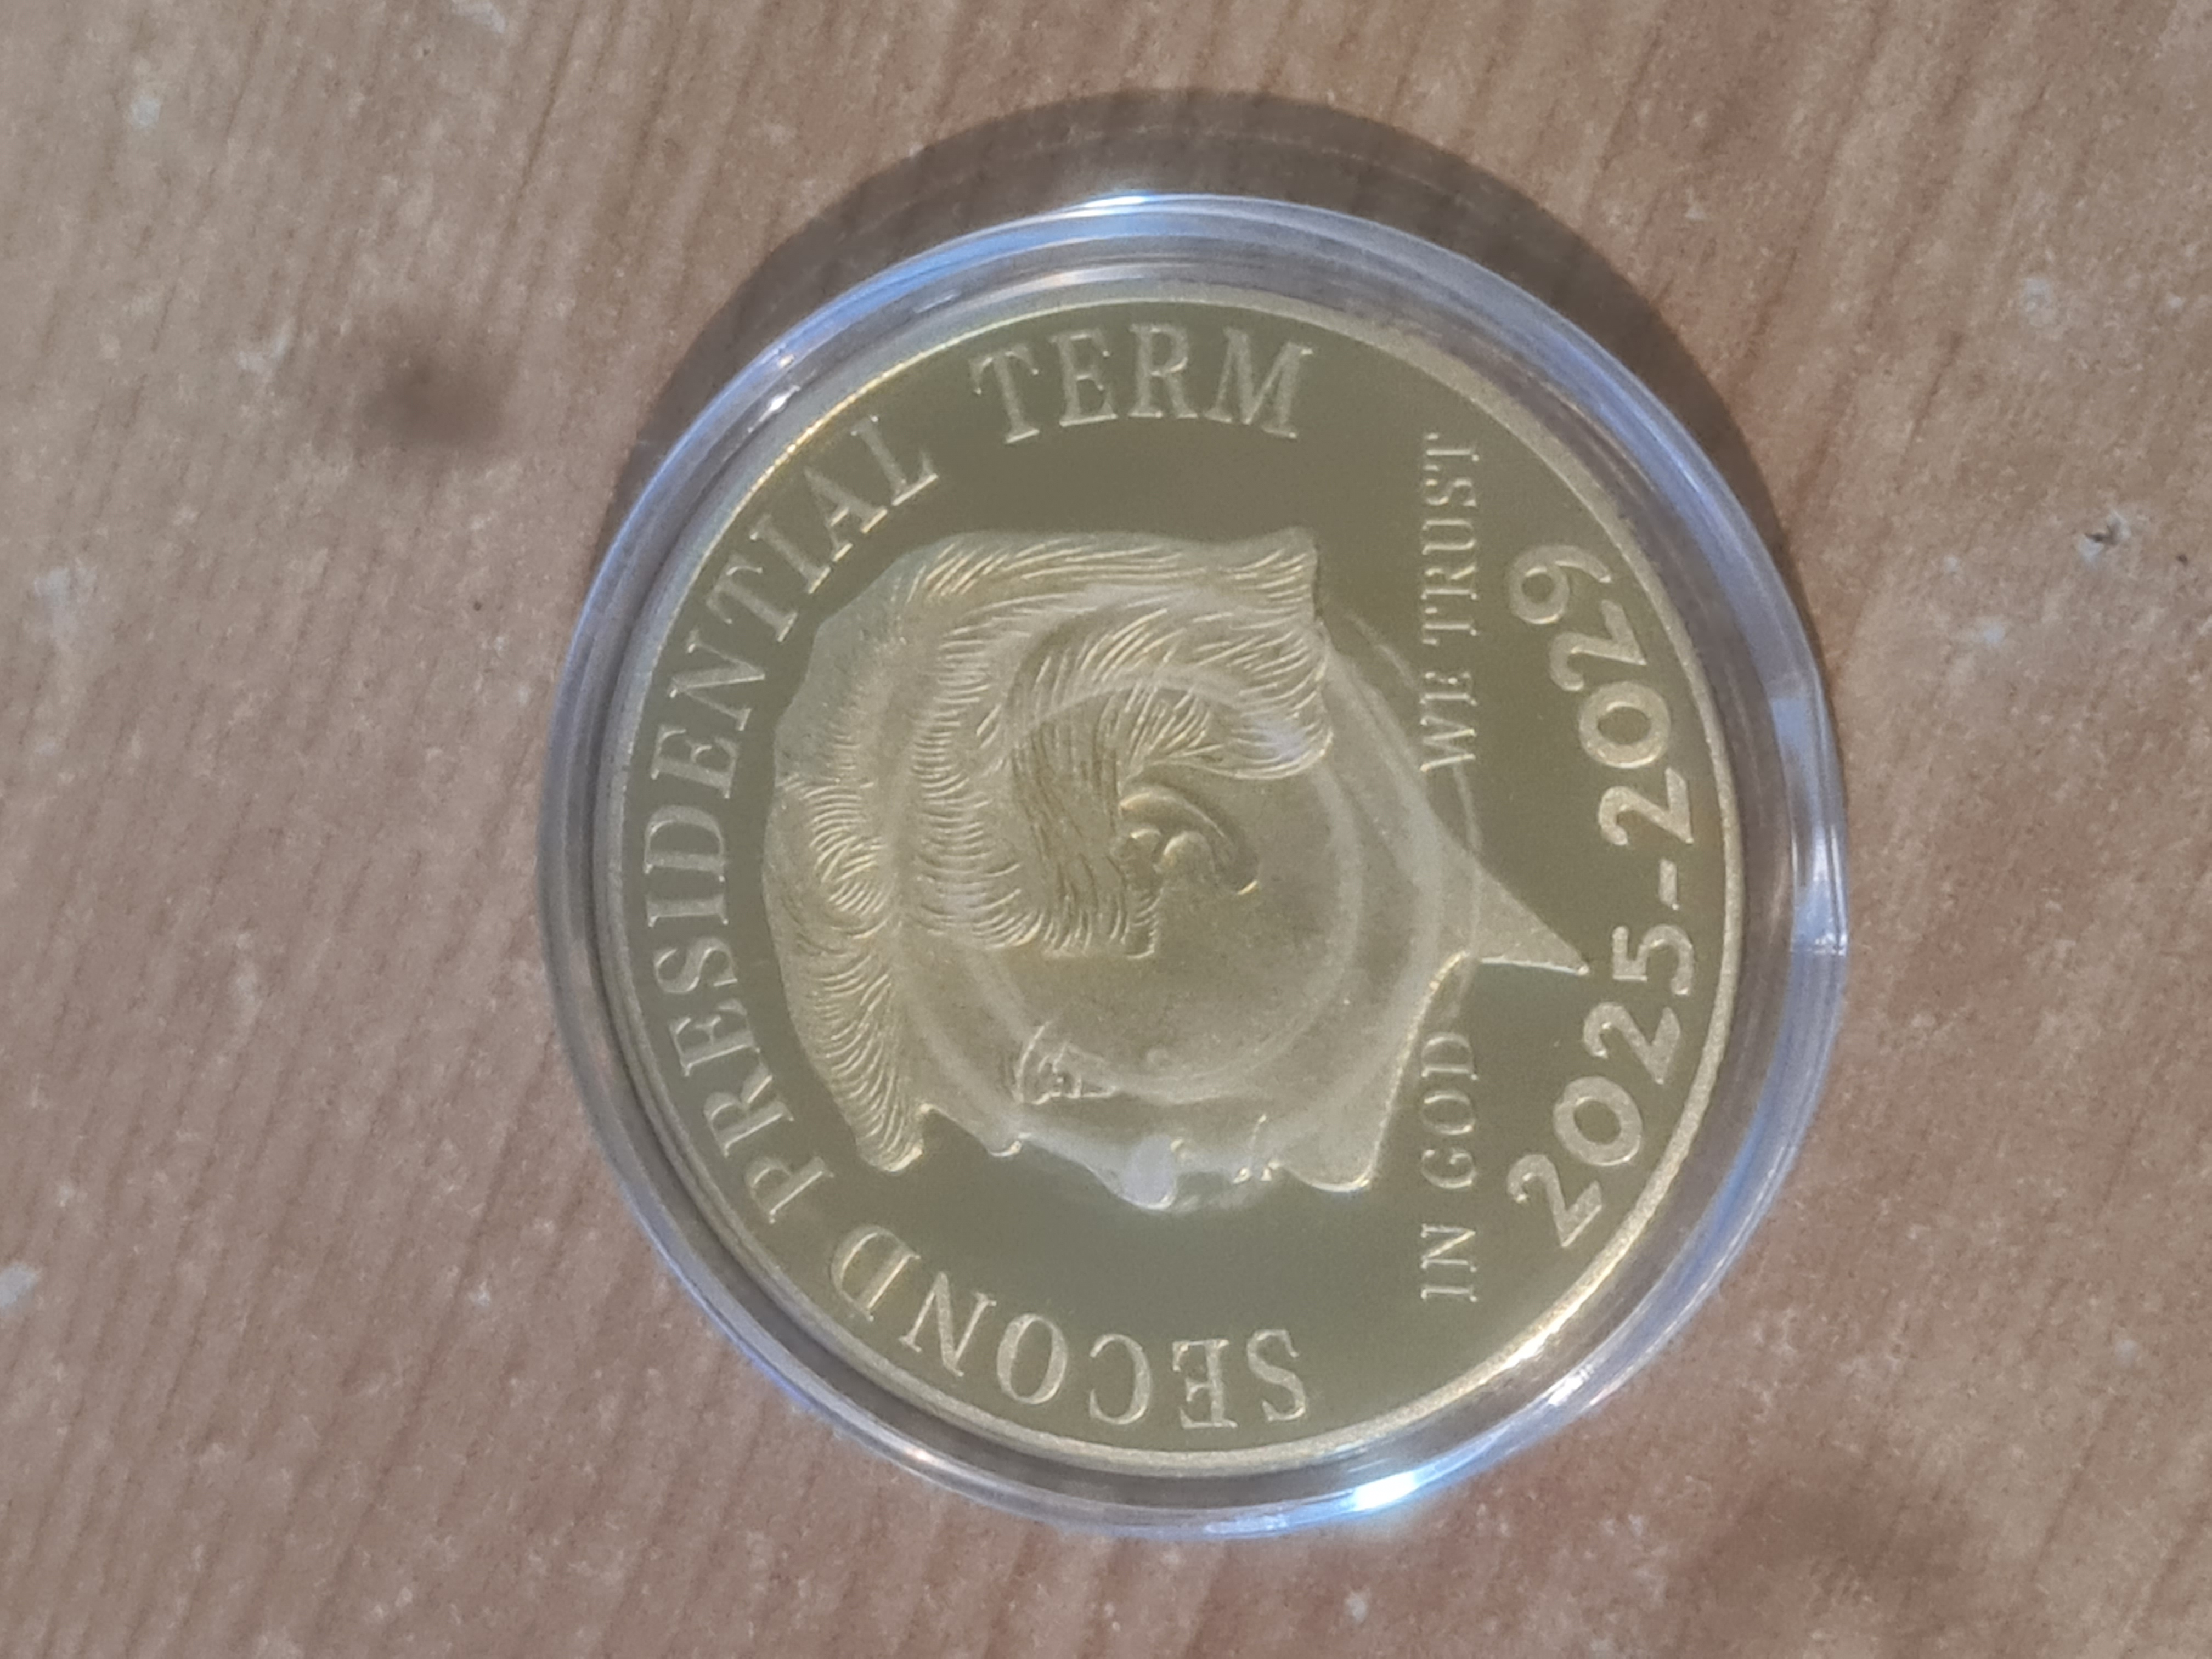 SECOND PRESIDENTIAL TERM
IN GOD WE TRUST
2025-2029